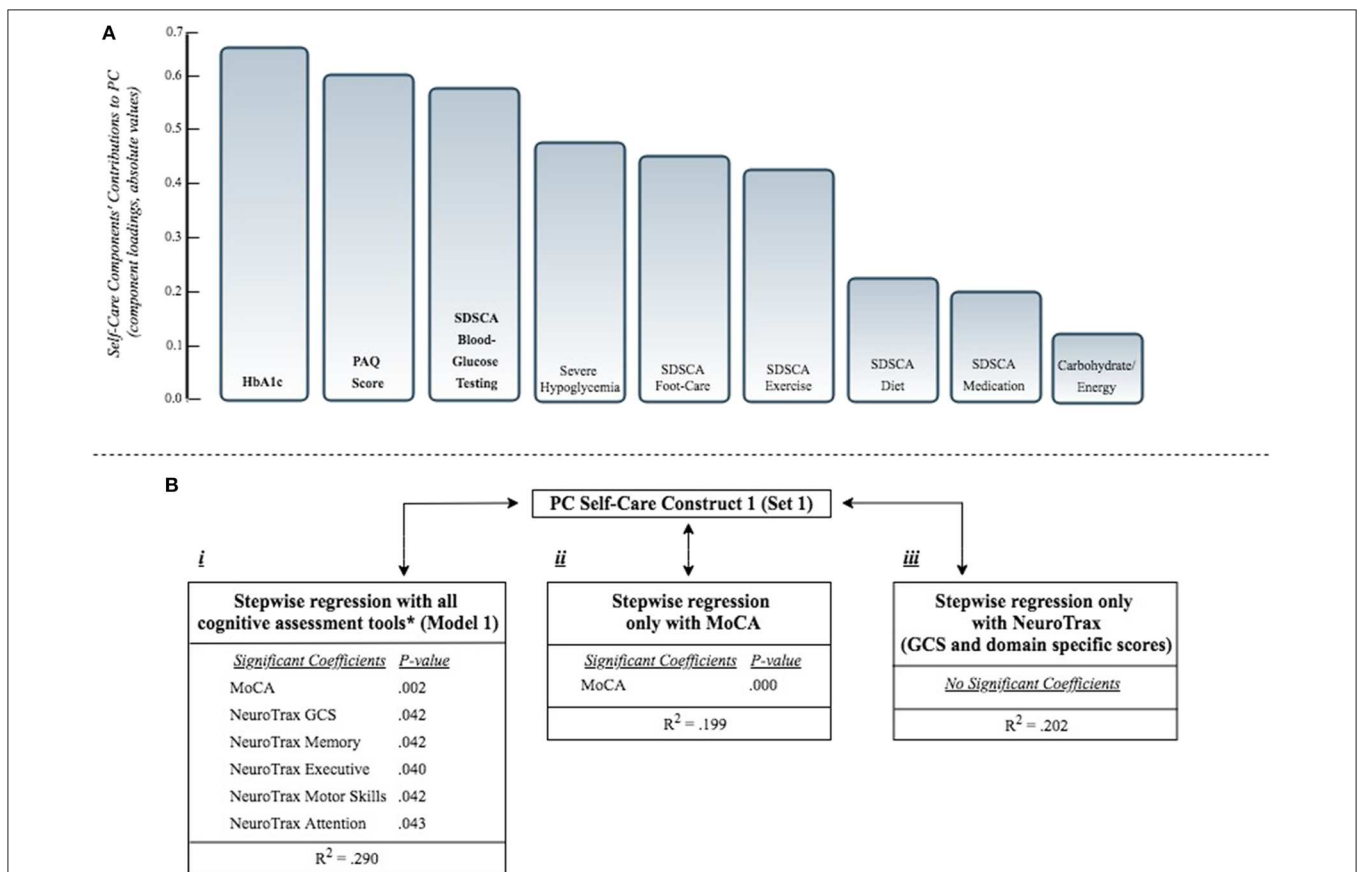 A
Self-Care Components' Contributions to PC
(component loadings, absolute values)
0.7
0.6
0.5
0.4
0.3
0.2
0.1
0.0
HbA1c
PAQ
Score
SDSCA
Blood-
Glucose
Testing
Severe
Hypoglycemia
SDSCA
Foot-Care
SDSCA
Exercise
SDSCA
Diet
SDSCA
Medication
Carbohydrate/
Energy
B
PC Self-Care Construct 1 (Set 1)
i
Stepwise regression with all
cognitive assessment tools* (Model 1)
Significant Coefficients P-value
MoCA .002
NeuroTrax GCS .042
NeuroTrax Memory .042
NeuroTrax Executive .040
NeuroTrax Motor Skills .042
NeuroTrax Attention .043
R² = .290
ii
Stepwise regression
only with MoCA
Significant Coefficients P-value
MoCA .000
R² = .199
iii
Stepwise regression only
with NeuroTrax
(GCS and domain specific scores)
No Significant Coefficients
R² = .202